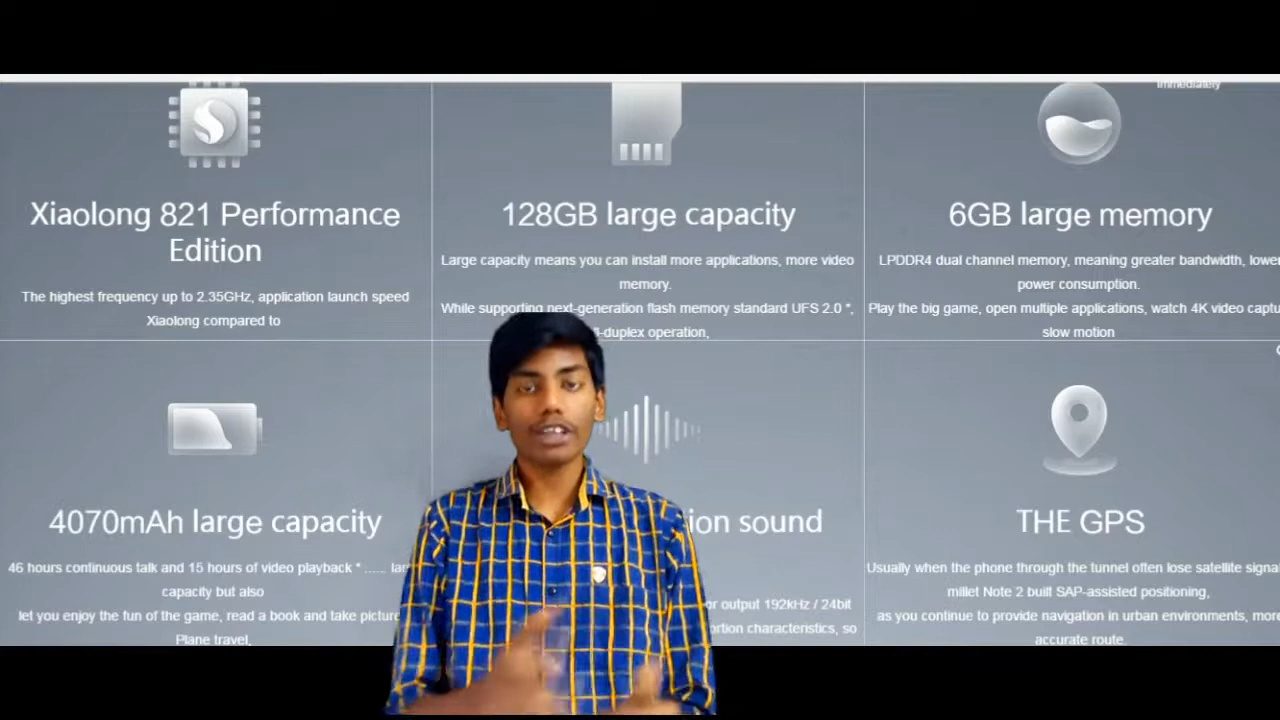 immediately
Xiaolong 821 Performance
Edition
The highest frequency up to 2.35GHz, application launch speed
Xiaolong compared to
128GB large capacity
Large capacity means you can install more applications, more video
memory.
While supporting next-generation flash memory standard UFS 2.0 *,
-duplex operation,
6GB large memory
LPDDR4 dual channel memory, meaning greater bandwidth, lower
power consumption.
Play the big game, open multiple applications, watch 4K video captu
slow motion
4070mAh large capacity
46 hours continuous talk and 15 hours of video playback * ......
capacity but also
let you enjoy the fun of the game, read a book and take picture
Plane travel,
ion sound
or output 192kHz / 24bit
ortion characteristics, so
THE GPS
Usually when the phone through the tunnel often lose satellite signal
millet Note 2 built SAP-assisted positioning,
as you continue to provide navigation in urban environments, more
accurate route.